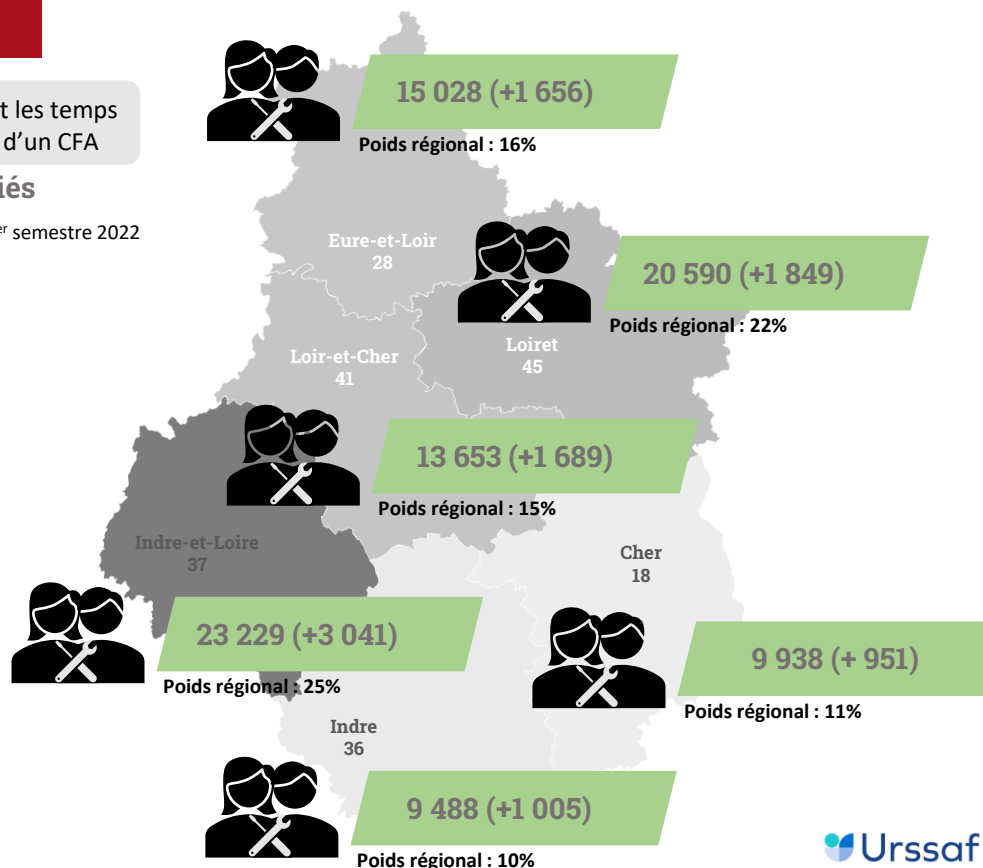 t les temps
d’un CFA
iés
er semestre 2022
15 028 (+1 656)
Poids régional : 16%
Eure-et-Loir
28
20 590 (+1 849)
Poids régional : 22%
Loiret
45
Loir-et-Cher
41
13 653 (+1 689)
Poids régional : 15%
Indre-et-Loire
37
Cher
18
23 229 (+3 041)
Poids régional : 25%
9 938 (+ 951)
Poids régional : 11%
Indre
36
9 488 (+1 005)
Poids régional : 10%
Urssaf